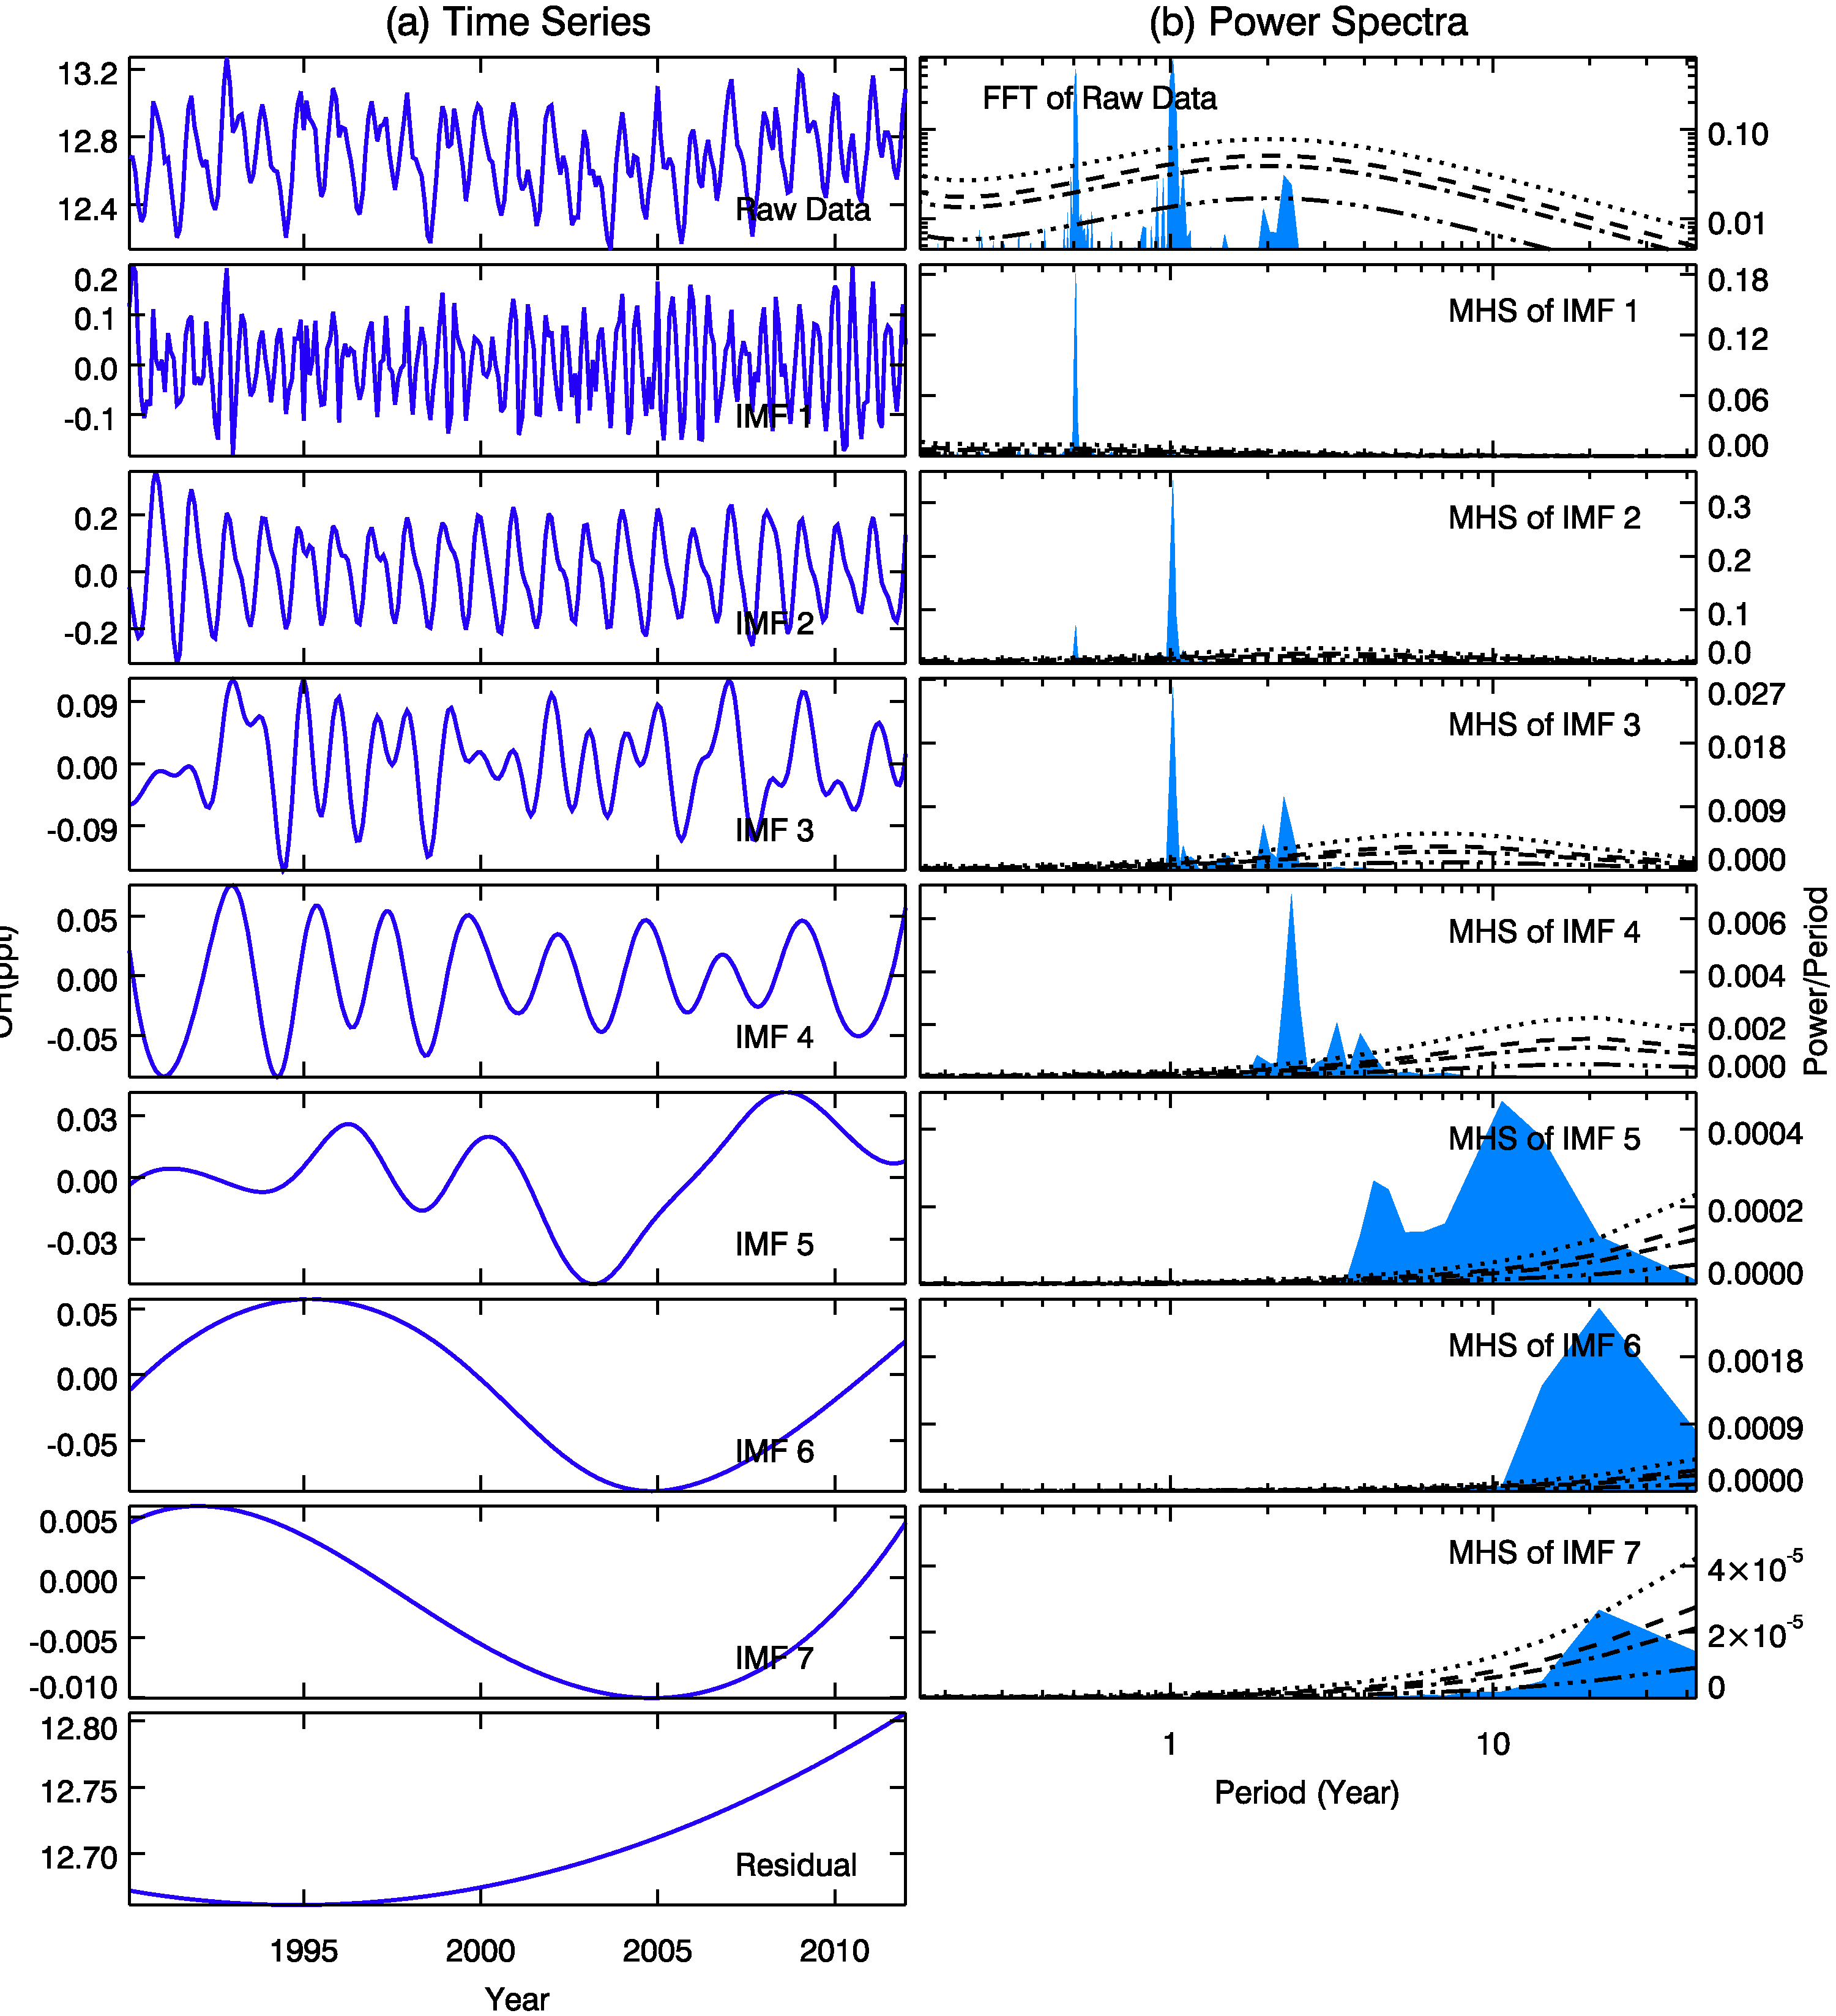 (a) Time Series
(b) Power Spectra
13.2
12.8
12.4
Raw Data
FFT of Raw Data
0.10
0.01
0.2
0.1
0.0
-0.1
IMF 1
MHS of IMF 1
0.18
0.12
0.06
0.00
0.2
0.0
-0.2
IMF 2
MHS of IMF 2
0.3
0.2
0.1
0.0
0.09
0.00
-0.09
IMF 3
MHS of IMF 3
0.027
0.018
0.009
0.000
0.05
0.00
-0.05
IMF 4
MHS of IMF 4
0.006
0.004
0.002
0.000
(ppt)
Power/Period
0.03
0.00
-0.03
IMF 5
MHS of IMF 5
0.0004
0.0002
0.0000
0.05
0.00
-0.05
IMF 6
MHS of IMF 6
0.0018
0.0009
0.0000
0.005
0.000
-0.005
-0.010
IMF 7
MHS of IMF 7
4×10⁻⁵
2×10⁻⁵
0
12.80
12.75
12.70
Residual
1 10
Period (Year)
1995 2000 2005 2010
Year